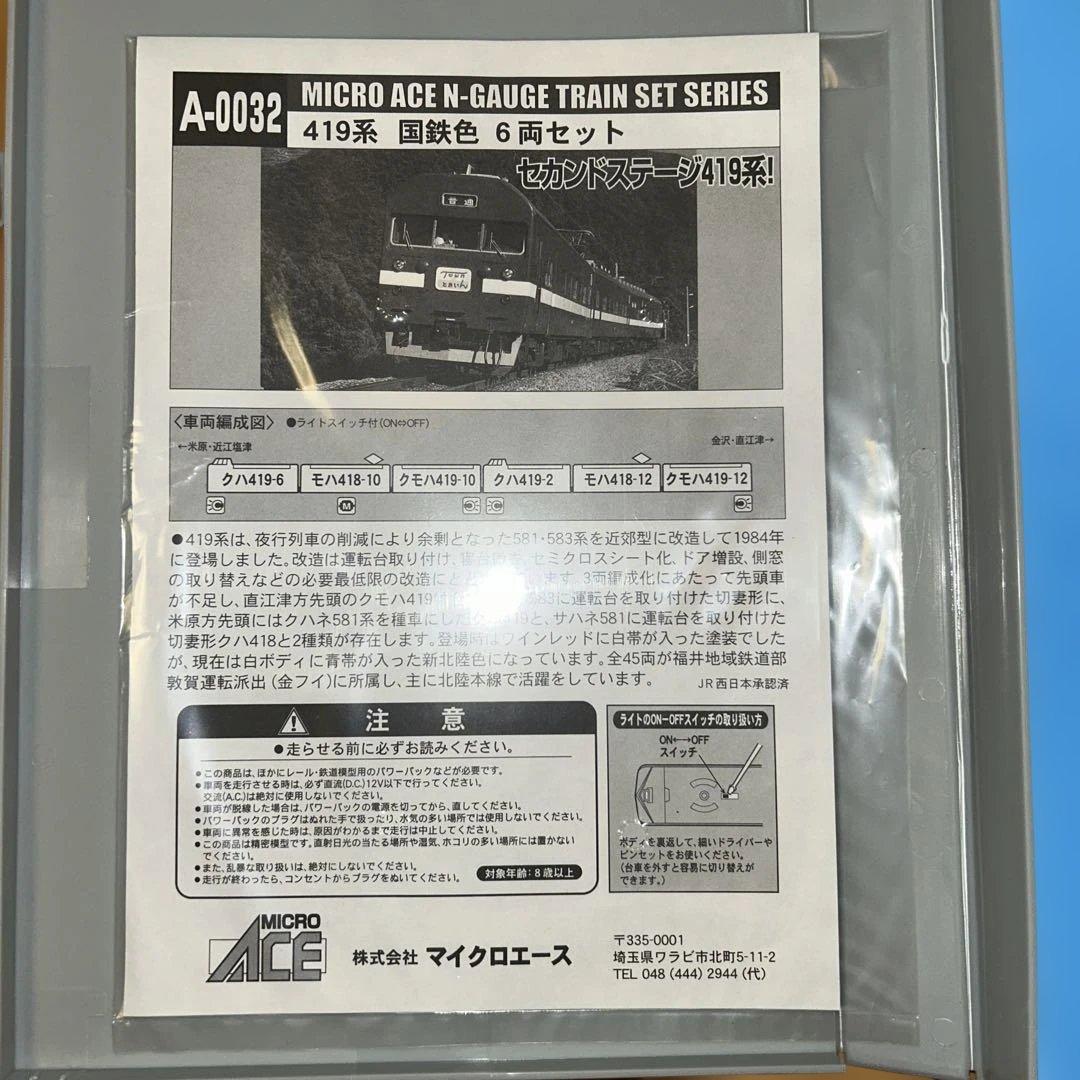 A-0032
MICRO ACE N-GAUGE TRAIN SET SERIES
419系 国鉄色 6両セット
セカンドステージ419系!
普通
Town
とれいん
〈車両編成図〉 ●ライトスイッチ付(ON⇔OFF)
←米原・近江塩津 金沢・直江津→
クハ419-6 モハ418-10 クモハ419-10 クハ419-2 モハ418-12 クモハ419-12
M
●419系は、夜行列車の削減により余剰となった581・583系を近郊型に改造して1984年
に登場しました。改造は運転台取り付け、セミクロスシート化、ドア増設、側窓
の取り替えなどの必要最低限の改造にと います。3両編成化にあたって先頭車
が不足し、直江津方先頭のクモハ419 83に運転台を取り付けた切妻形に、
米原方先頭にはクハネ581系を種車にした 19と、サハネ581に運転台を取り付けた
切妻形クハ418と2種類が存在します。登場時はワインレッドに白帯が入った塗装でした
が、現在は白ボディに青帯が入った新北陸色になっています。全45両が福井地域鉄道部
敦賀運転派出(金フイ)に所属し、主に北陸本線で活躍をしています。 JR西日本承認済
注意
●走らせる前に必ずお読みください。
●この商品は、ほかにレール・鉄道模型用のパワーパックなどが必要です。
●車両を走行させる時は、必ず直流(D.C.)12V以下で行ってください。
交流(A.C.)は絶対に使用しないでください。
●車両が脱線した場合は、パワーパックの電源を切ってから、直してください。
●パワーパックのプラグはぬれた手で扱ったり、水気の多い場所では使用しないでください。
●車両に異常を感じた時は、原因がわかるまで走行は中止してください。
●この商品は精密模型です。直射日光の当たる場所や湿気、ホコリの多い場所には置かない
でください。
●また、乱暴な取り扱いは、絶対にしないでください。
●走行が終わったら、コンセントからプラグをぬいてください。
対象年齢:8歳以上
ライトのON－OFFスイッチの取り扱い方
ON←→OFF
スイッチ
ボディを裏返して、細いドライバーや
ピンセットをお使いください。
(台車を外すと容易に切り替えが
できます。)
MICRO
ACE
株式会社 マイクロエース
〒335-0001
埼玉県ワラビ市北町5-11-2
TEL 048(444)2944(代)